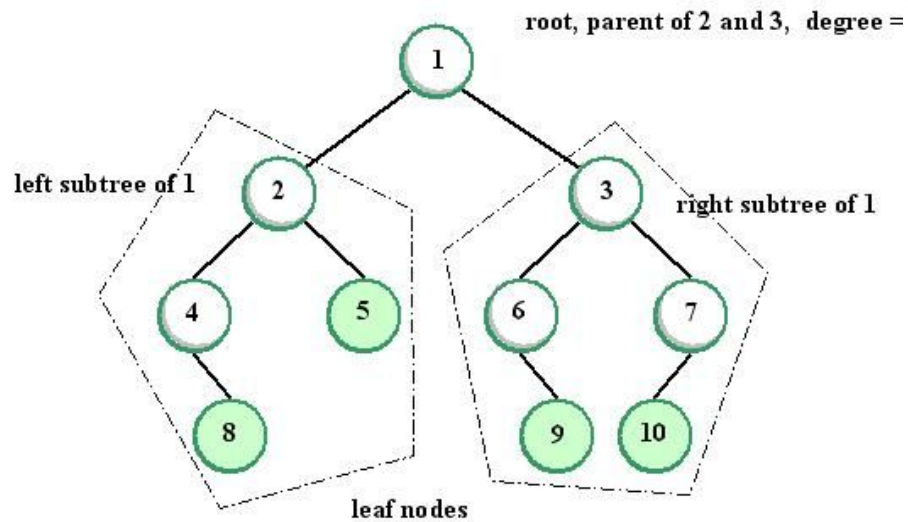 root, parent of 2 and 3, degree =
1
left subtree of 1
2
3
right subtree of 1
4
5
6
7
8
9
10
leaf nodes